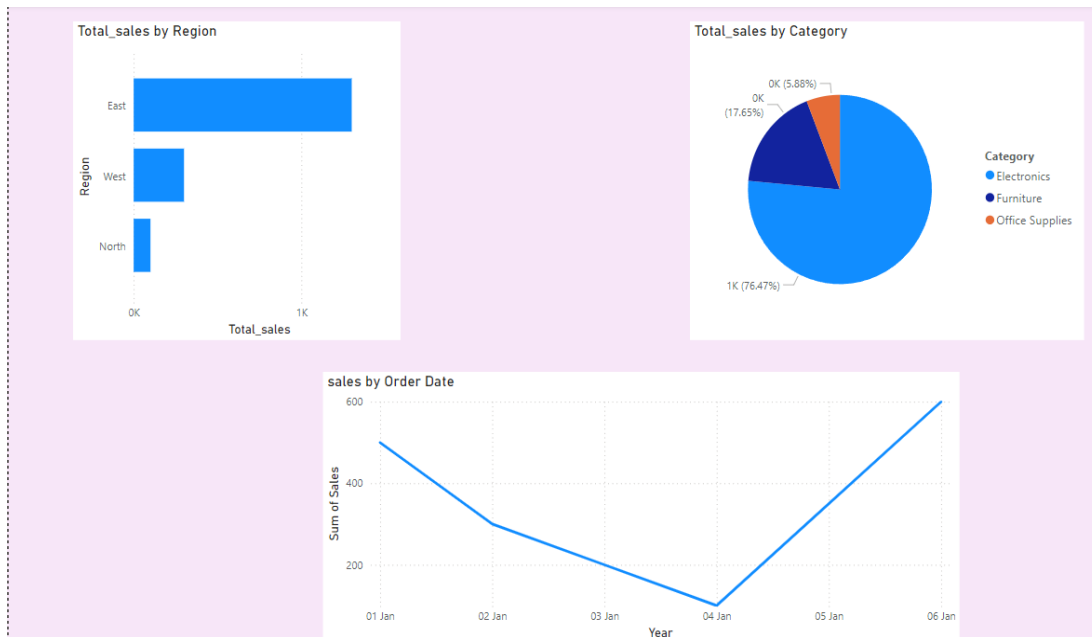 Total_sales by Region
Region
East
West
North
0K
1K
Total_sales
Total_sales by Category
0K (5.88%)
0K
(17.65%)
1K (76.47%)
Category
Electronics
Furniture
Office Supplies
sales by Order Date
Sum of Sales
600
400
200
01 Jan
02 Jan
03 Jan
04 Jan
05 Jan
06 Jan
Year